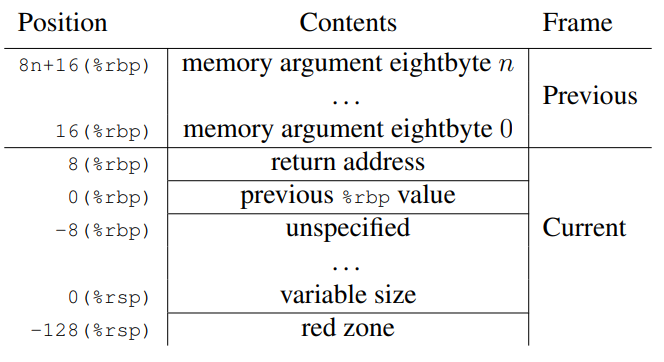 Position Contents Frame
8n+16(%rbp) memory argument eightbyte n
... Previous
16(%rbp) memory argument eightbyte 0
8(%rbp) return address
0(%rbp) previous %rbp value
-8(%rbp) unspecified Current
...
0(%rsp) variable size
-128(%rsp) red zone